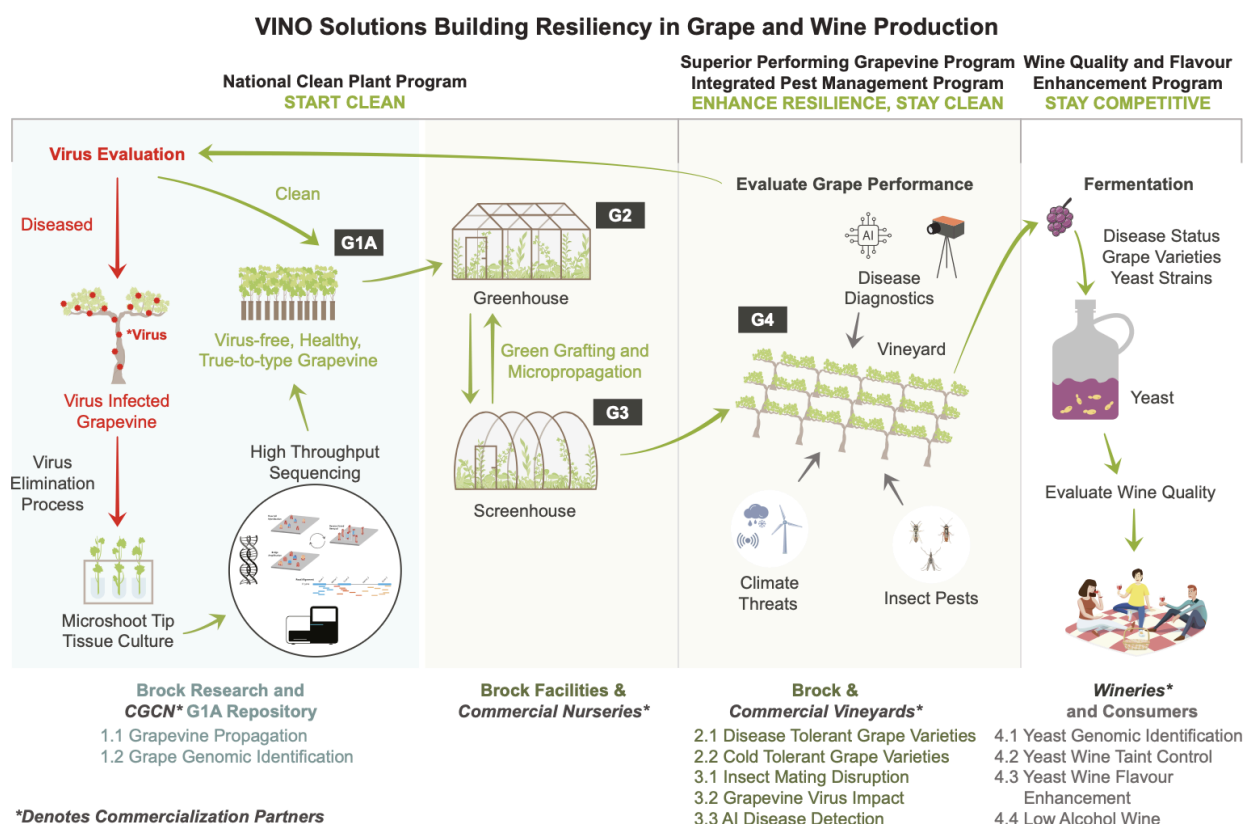 VINO Solutions Building Resiliency in Grape and Wine Production
National Clean Plant Program
START CLEAN
Superior Performing Grapevine Program
Integrated Pest Management Program
ENHANCE RESILIENCE, STAY CLEAN
Wine Quality and Flavour
Enhancement Program
STAY COMPETITIVE
Virus Evaluation
Diseased
Clean
G1A
*Virus
Virus Infected
Grapevine
Virus
Elimination
Process
Microshoot Tip
Tissue Culture
Virus-free, Healthy,
True-to-type Grapevine
High Throughput
Sequencing
G2
Greenhouse
Green Grafting and
Micropropagation
G3
Screenhouse
Evaluate Grape Performance
AI
Disease
Diagnostics
G4
Vineyard
Climate
Threats
Insect Pests
Fermentation
Disease Status
Grape Varieties
Yeast Strains
Yeast
Evaluate Wine Quality
Brock Research and
CGCN* G1A Repository
1.1 Grapevine Propagation
1.2 Grape Genomic Identification
Brock Facilities &
Commercial Nurseries*
Brock &
Commercial Vineyards*
2.1 Disease Tolerant Grape Varieties
2.2 Cold Tolerant Grape Varieties
3.1 Insect Mating Disruption
3.2 Grapevine Virus Impact
3.3 AI Disease Detection
Wineries*
and Consumers
4.1 Yeast Genomic Identification
4.2 Yeast Wine Taint Control
4.3 Yeast Wine Flavour
Enhancement
4.4 Low Alcohol Wine
*Denotes Commercialization Partners